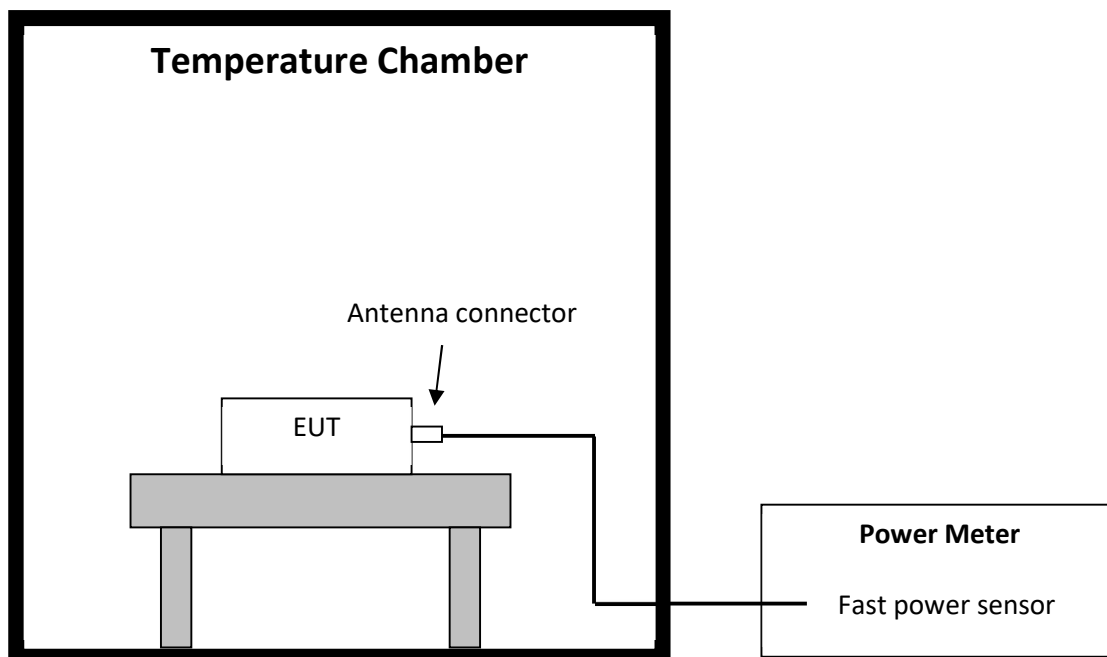 Temperature Chamber
Antenna connector
EUT
Power Meter
Fast power sensor